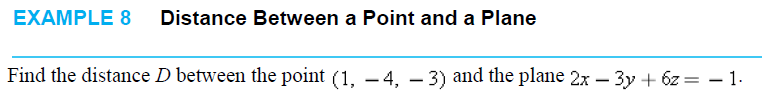 EXAMPLE 8 Distance Between a Point and a Plane
Find the distance D between the point (1, − 4, − 3) and the plane 2x − 3y + 6z = − 1.